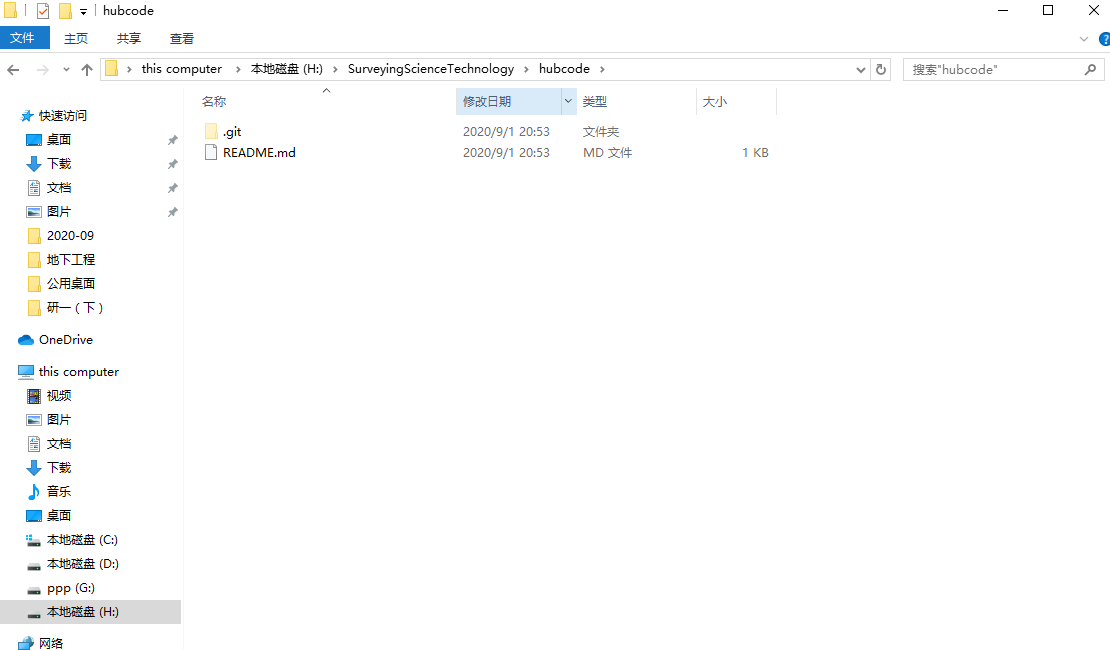 hubcode
文件 主页 共享 查看
this computer 本地磁盘 (H:) SurveyingScienceTechnology hubcode 搜索"hubcode"
名称 修改日期 类型 大小
.git 2020/9/1 20:53 文件夹
README.md 2020/9/1 20:53 MD 文件 1 KB
快速访问
桌面
下载
文档
图片
2020-09
地下工程
公用桌面
研一（下）
OneDrive
this computer
视频
图片
文档
下载
音乐
桌面
本地磁盘 (C:)
本地磁盘 (D:)
ppp (G:)
本地磁盘 (H:)
网络